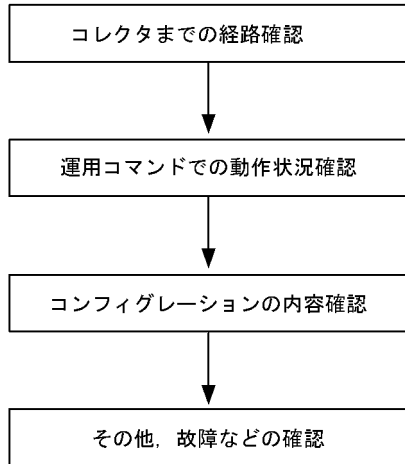 コレクタまでの経路確認
運用コマンドでの動作状況確認
コンフィグレーションの内容確認
その他，故障などの確認